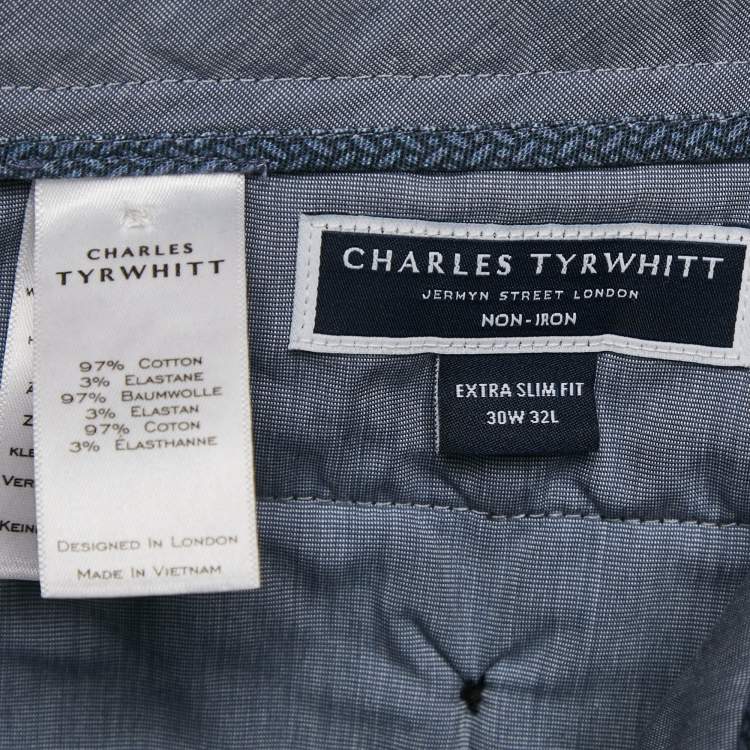 CHARLES
TYRWHITT
97% COTTON
3% ELASTANE
97% BAUMWOLLE
3% ELASTAN
97% COTON
3% ÉLASTHANNE
DESIGNED IN LONDON
MADE IN VIETNAM
KEIN
CHARLES TYRWHITT
JERMYN STREET LONDON
NON-IRON
EXTRA SLIM FIT
30W 32L